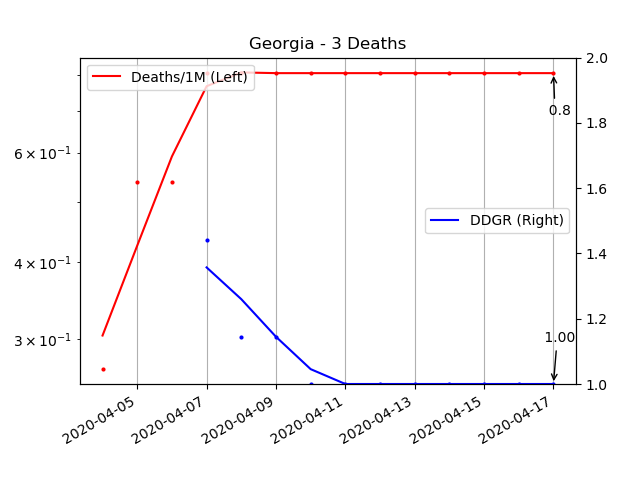 Georgia - 3 Deaths
Deaths/1M (Left)
DDGR (Right)
6 × 10⁻¹
4 × 10⁻¹
3 × 10⁻¹
2.0
1.8
1.6
1.4
1.2
1.0
0.8
1.00
2020-04-05
2020-04-07
2020-04-09
2020-04-11
2020-04-13
2020-04-15
2020-04-17